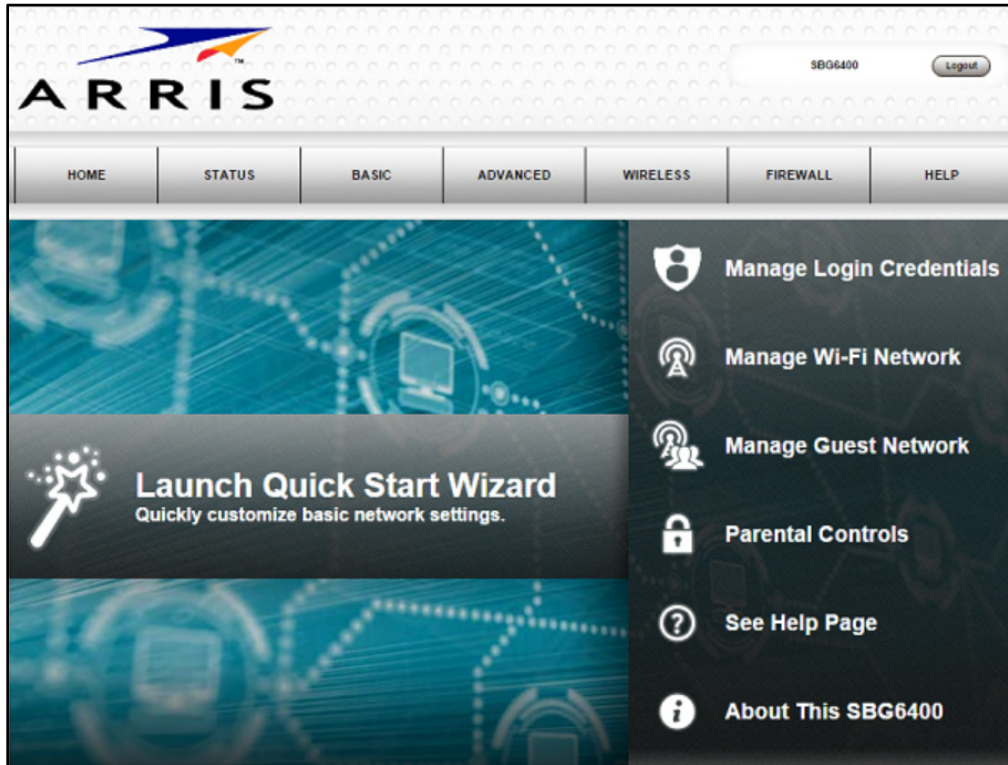 ARRIS
™
SBG6400
Logout
HOME STATUS BASIC ADVANCED WIRELESS FIREWALL HELP
Manage Login Credentials
Manage Wi-Fi Network
Manage Guest Network
Launch Quick Start Wizard
Quickly customize basic network settings.
Parental Controls
See Help Page
About This SBG6400